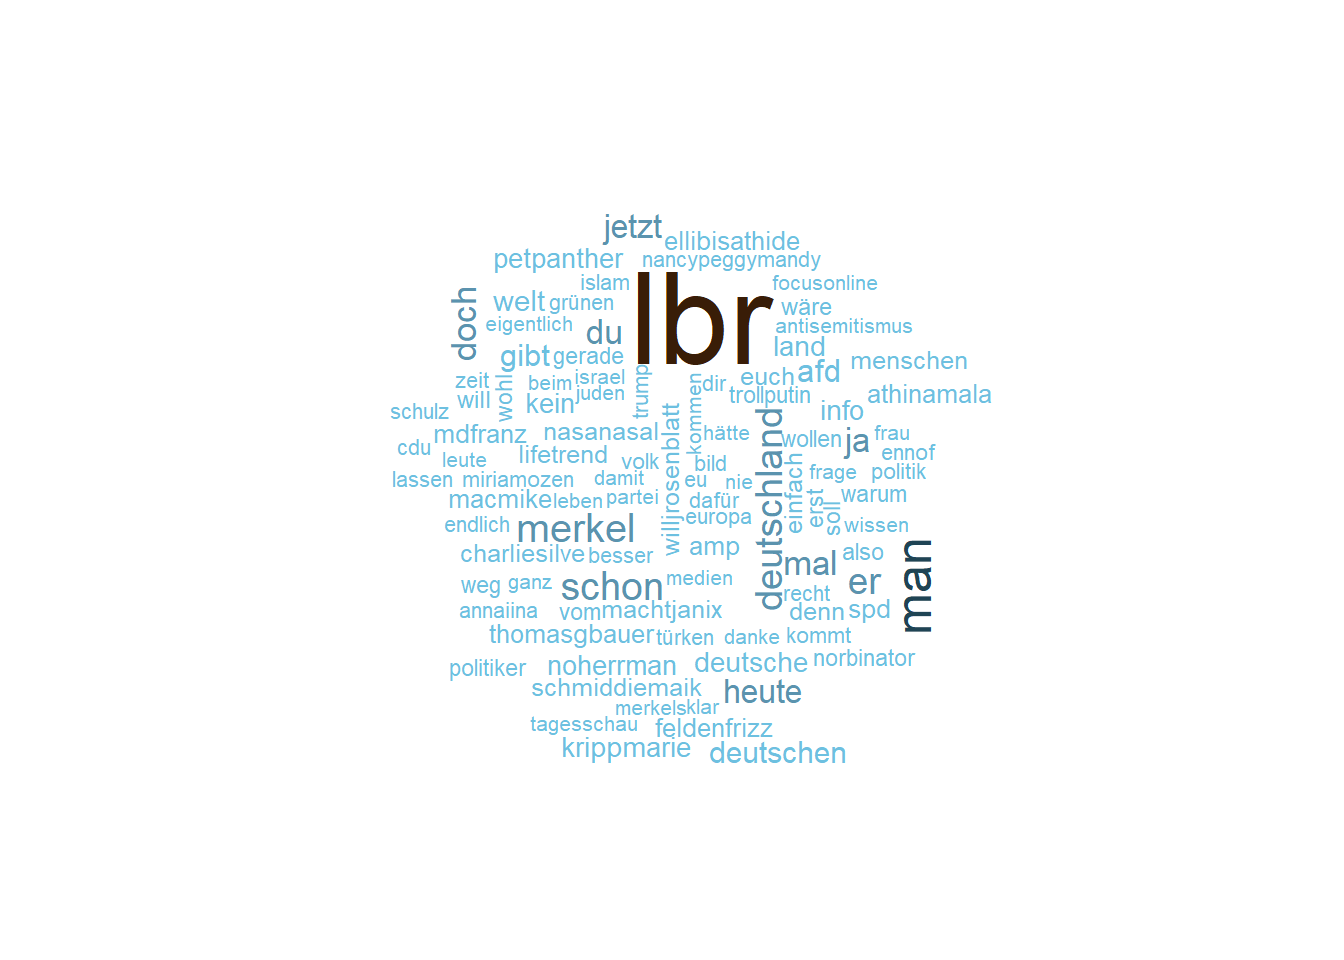 jetzt
ellibisathide
petpanther
nancypeggymandy
islam
lbr
focusonline
welt
grünen
wäre
doch
eigentlich
du
antisemitismus
gibt
gerade
land
menschen
zeit
wohl
beim
israel
juden
trump
kommen
dir
euch
afd
trollputin
athinamala
will
kein
schulz
info
mdfranz
nasanasal
willjrosenblatt
hätte
deutschland
wollen
ja
frau
cdu
leute
lifetrend
volk
bild
einfach
frage
ennof
politik
lassen
miriamozen
damit
eu
nie
macmike
leben
partei
dafür
erst
soll
warum
endlich
merkel
europa
wissen
man
charliesilve
besser
amp
mal
also
weg
ganz
schon
medien
recht
er
annaiina
vom
machtjanix
denn
spd
thomasgbauer
türken
danke
kommt
politiker
noherrman
deutsche
norbinator
schmiddiemaik
heute
merkels
klar
tagesschau
feldenfrizz
krippmarie
deutschen